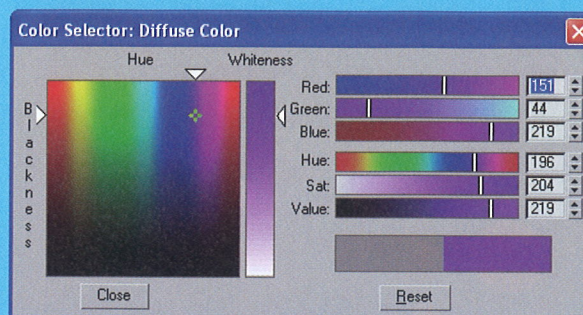 Color Selector: Diffuse Color
Hue
Whiteness
Blackness
Red: 151
Green: 44
Blue: 219
Hue: 196
Sat: 204
Value: 219
Close
Reset